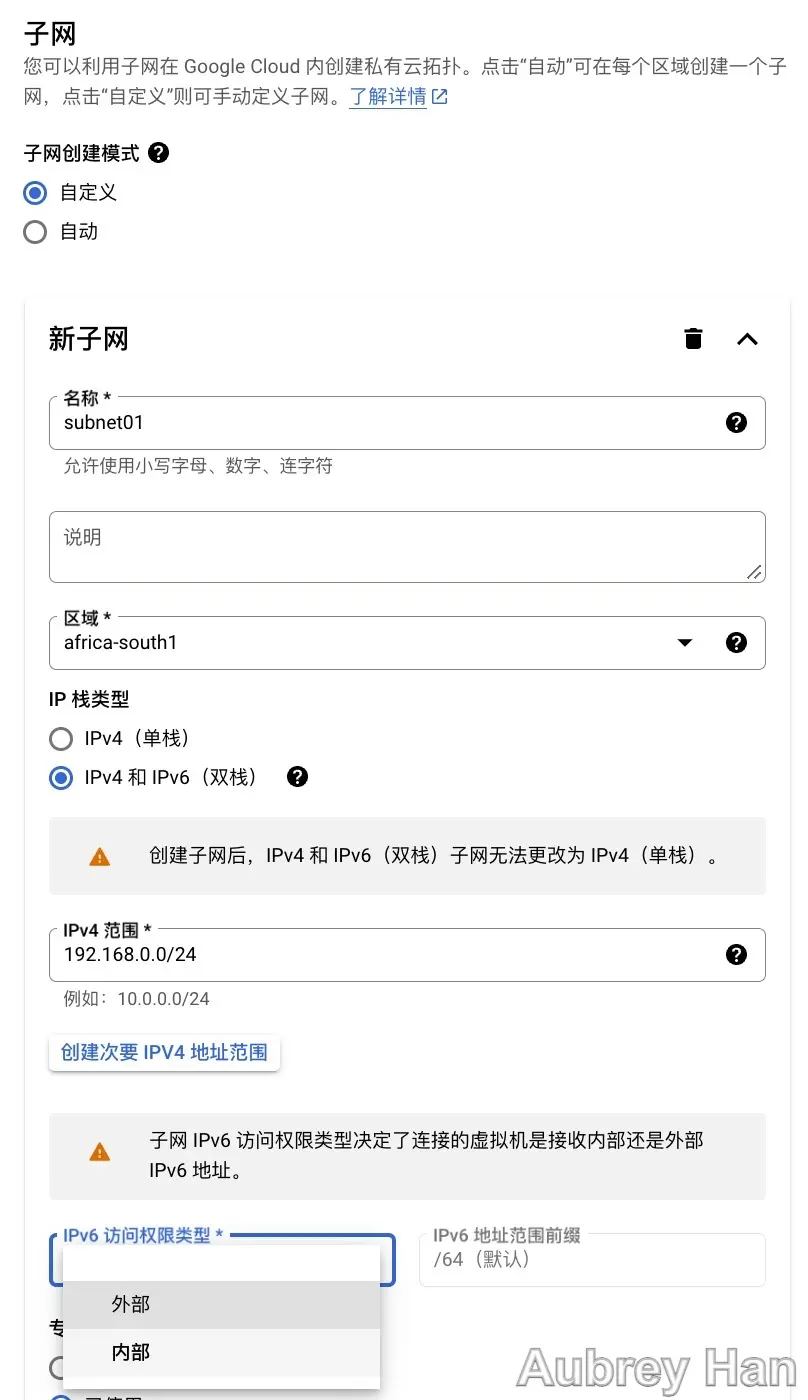 子网
您可以利用子网在 Google Cloud 内创建私有云拓扑。点击“自动”可在每个区域创建一个子
网，点击“自定义”则可手动定义子网。了解详情
子网创建模式
自定义
自动
新子网
名称 *
subnet01
允许使用小写字母、数字、连字符
说明
区域 *
africa-south1
IP 栈类型
IPv4（单栈）
IPv4 和 IPv6（双栈）
创建子网后，IPv4 和 IPv6（双栈）子网无法更改为 IPv4（单栈）。
IPv4 范围 *
192.168.0.0/24
例如：10.0.0.0/24
创建次要 IPV4 地址范围
子网 IPv6 访问权限类型决定了连接的虚拟机是接收内部还是外部
IPv6 地址。
IPv6 访问权限类型 *
IPv6 地址范围前缀
/64（默认）
外部
专
内部
Aubrey Han